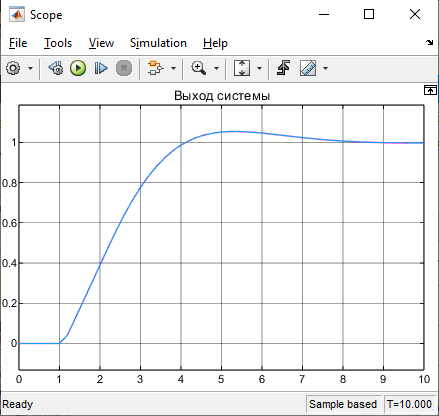 Scope
File Tools View Simulation Help
Выход системы
1
0.8
0.6
0.4
0.2
0
0 1 2 3 4 5 6 7 8 9 10
Ready Sample based T=10.000